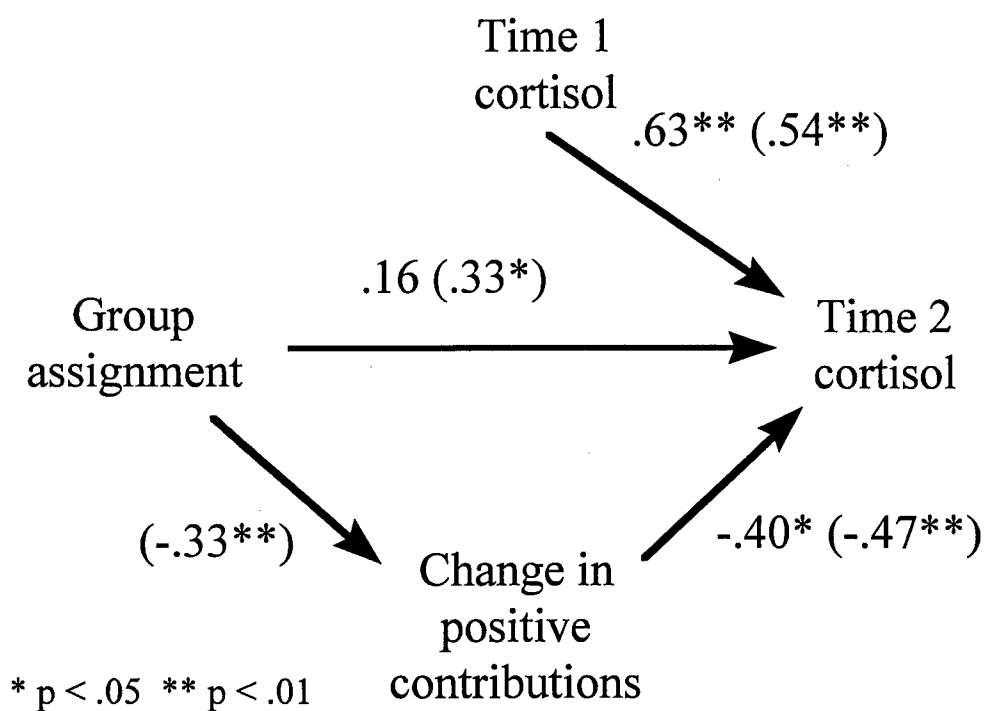 Time 1
cortisol
.63** (.54**)
.16 (.33*)
Group
assignment
Time 2
cortisol
(-.33**)
-.40* (-.47**)
Change in
positive
contributions
* p < .05 ** p < .01